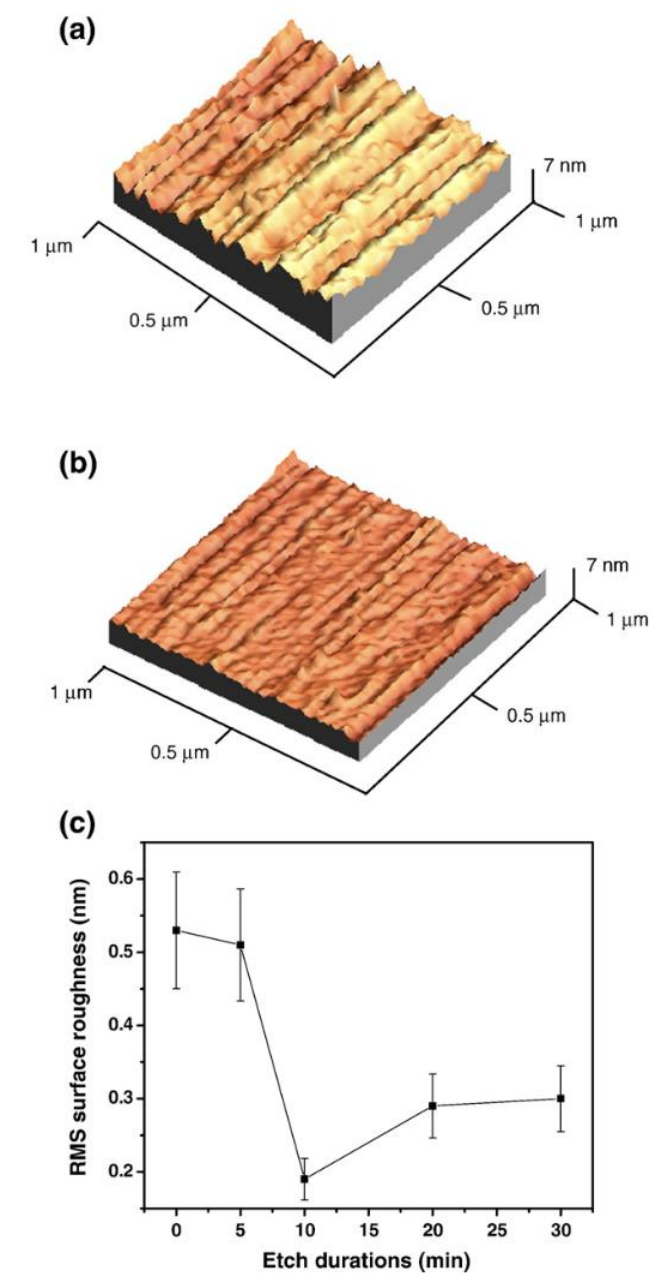 (a)
7 nm
1 μm
1 μm
0.5 μm
0.5 μm
(b)
7 nm
1 μm
1 μm
0.5 μm
0.5 μm
(c)
RMS surface roughness (nm)
0.6
0.5
0.4
0.3
0.2
0 5 10 15 20 25 30
Etch durations (min)